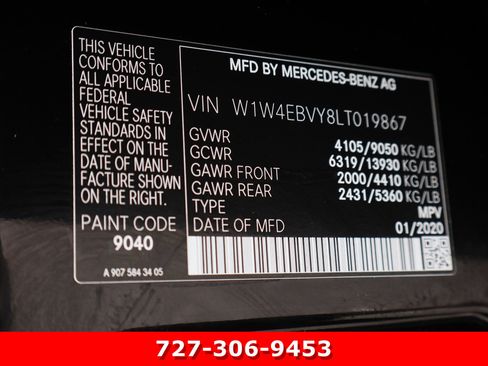 THIS VEHICLE
CONFORMS TO
ALL APPLICABLE
FEDERAL
VEHICLE SAFETY
STANDARDS IN
EFFECT ON THE
DATE OF MANU-
FACTURE SHOWN
ON THE RIGHT.
PAINT CODE
9040
A 907 584 34 05
MFD BY MERCEDES-BENZ AG
VIN W1W4EBVY8LT019867
GVWR 4105/9050 KG/LB
GCWR 6319/13930 KG/LB
GAWR FRONT 2000/4410 KG/LB
GAWR REAR 2431/5360 KG/LB
TYPE MPV
DATE OF MFD 01/2020
727-306-9453